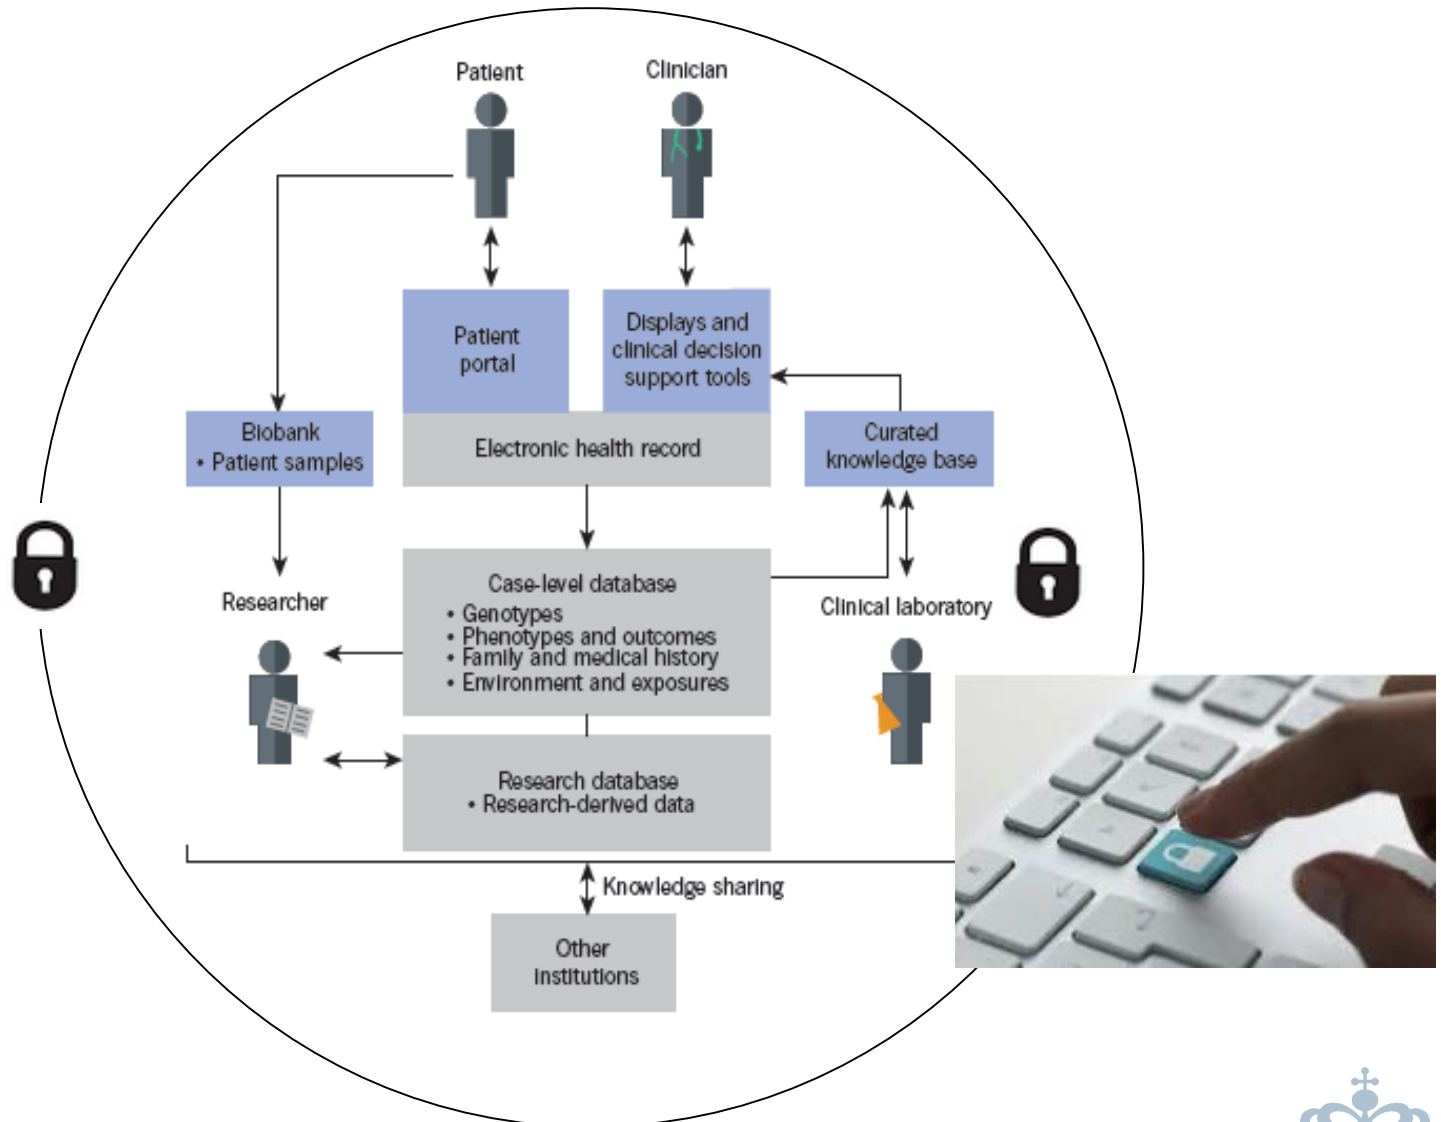 Patient
Clinician
Patient
portal
Displays and
clinical decision
support tools
Biobank
• Patient samples
Electronic health record
Curated
knowledge base
Case-level database
• Genotypes
• Phenotypes and outcomes
• Family and medical history
• Environment and exposures
Researcher
Clinical laboratory
Research database
• Research-derived data
Knowledge sharing
Other
institutions